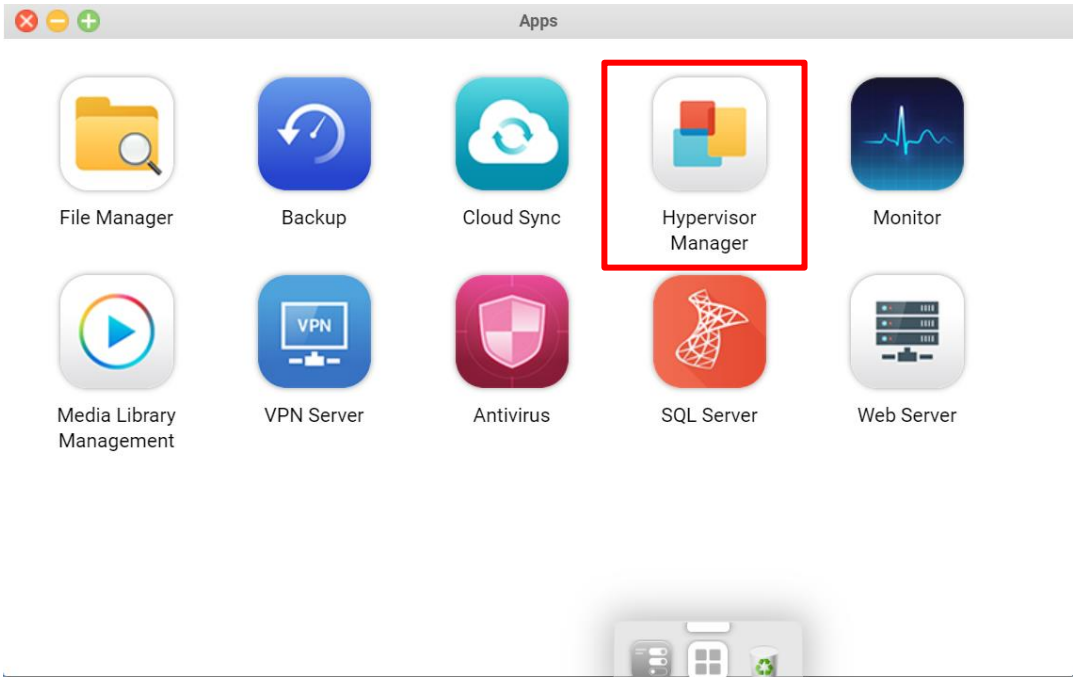 Apps
File Manager
Backup
Cloud Sync
Hypervisor
Manager
Monitor
VPN
Media Library
Management
VPN Server
Antivirus
SQL Server
Web Server